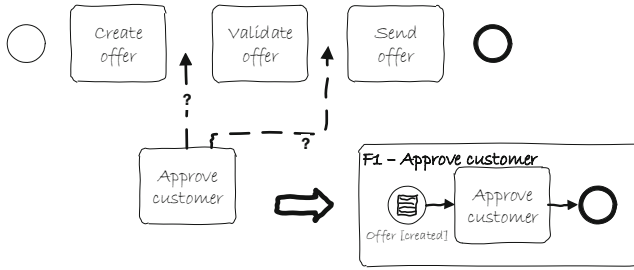 Create
offer
Validate
offer
Send
offer
?
?
Approve
customer
F1 – Approve customer
Approve
customer
Offer [created]